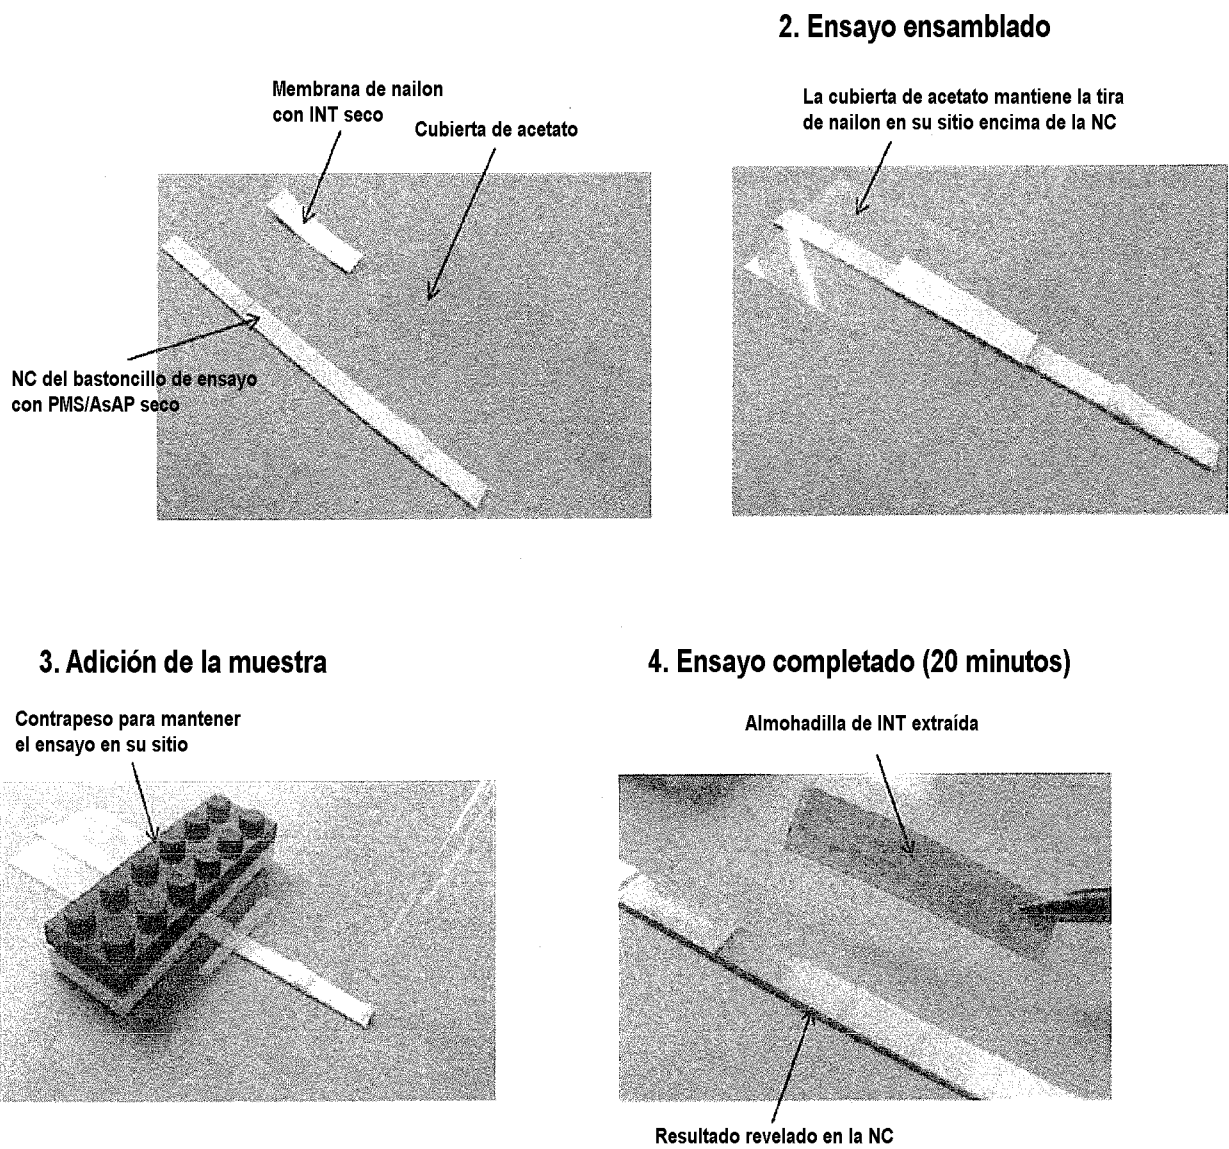 2. Ensayo ensamblado
Membrana de nailon
con INT seco
Cubierta de acetato
La cubierta de acetato mantiene la tira
de nailon en su sitio encima de la NC
NC del bastoncillo de ensayo
con PMS/AsAP seco
3. Adición de la muestra
4. Ensayo completado (20 minutos)
Contrapeso para mantener
el ensayo en su sitio
Almohadilla de INT extraída
Resultado revelado en la NC